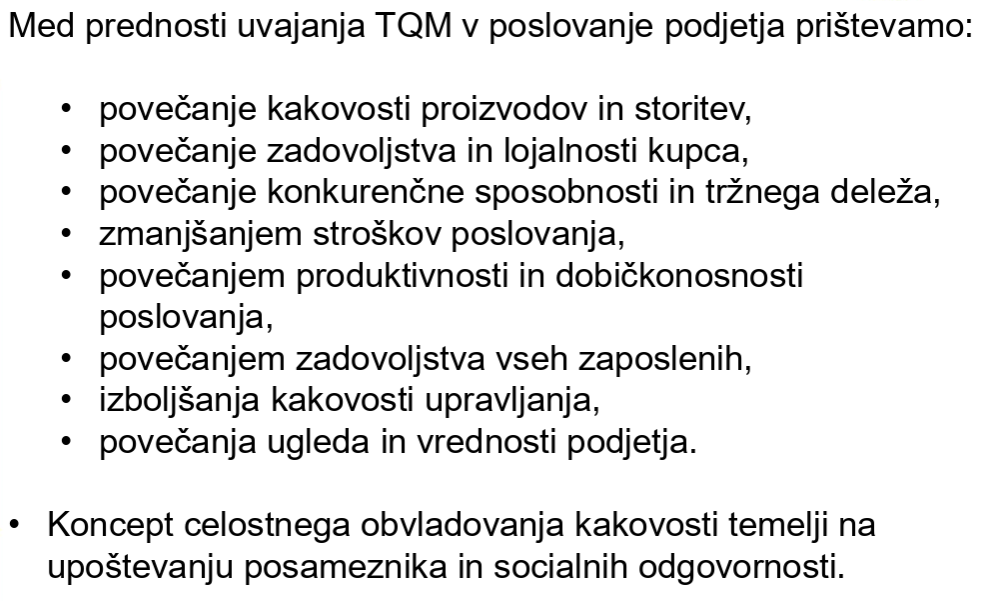 Med prednosti uvajanja TQM v poslovanje podjetja prištevamo:
• povečanje kakovosti proizvodov in storitev,
• povečanje zadovoljstva in lojalnosti kupca,
• povečanje konkurenčne sposobnosti in tržnega deleža,
• zmanjšanjem stroškov poslovanja,
• povečanjem produktivnosti in dobičkonosnosti
poslovanja,
• povečanjem zadovoljstva vseh zaposlenih,
• izboljšanja kakovosti upravljanja,
• povečanja ugleda in vrednosti podjetja.
• Koncept celostnega obvladovanja kakovosti temelji na
upoštevanju posameznika in socialnih odgovornosti.